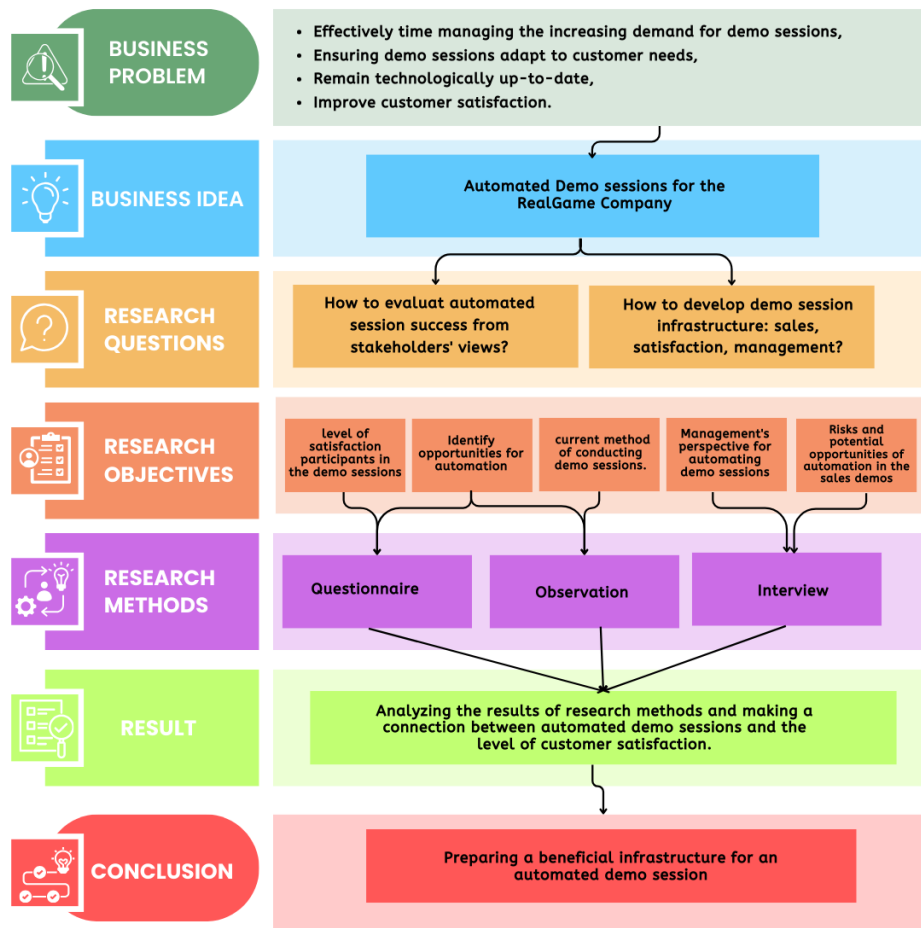 BUSINESS
PROBLEM
• Effectively time managing the increasing demand for demo sessions,
• Ensuring demo sessions adapt to customer needs,
• Remain technologically up-to-date,
• Improve customer satisfaction.
BUSINESS IDEA
Automated Demo sessions for the
RealGame Company
RESEARCH
QUESTIONS
How to evaluat automated
session success from
stakeholders' views?
How to develop demo session
infrastructure: sales,
satisfaction, management?
RESEARCH
OBJECTIVES
level of
satisfaction
participants in
the demo sessions
Identify
opportunities for
automation
current method
of conducting
demo sessions.
Management's
perspective for
automating
demo sessions
Risks and
potential
opportunities of
automation in the
sales demos
RESEARCH
METHODS
Questionnaire
Observation
Interview
RESULT
Analyzing the results of research methods and making a
connection between automated demo sessions and the
level of customer satisfaction.
CONCLUSION
Preparing a beneficial infrastructure for an
automated demo session